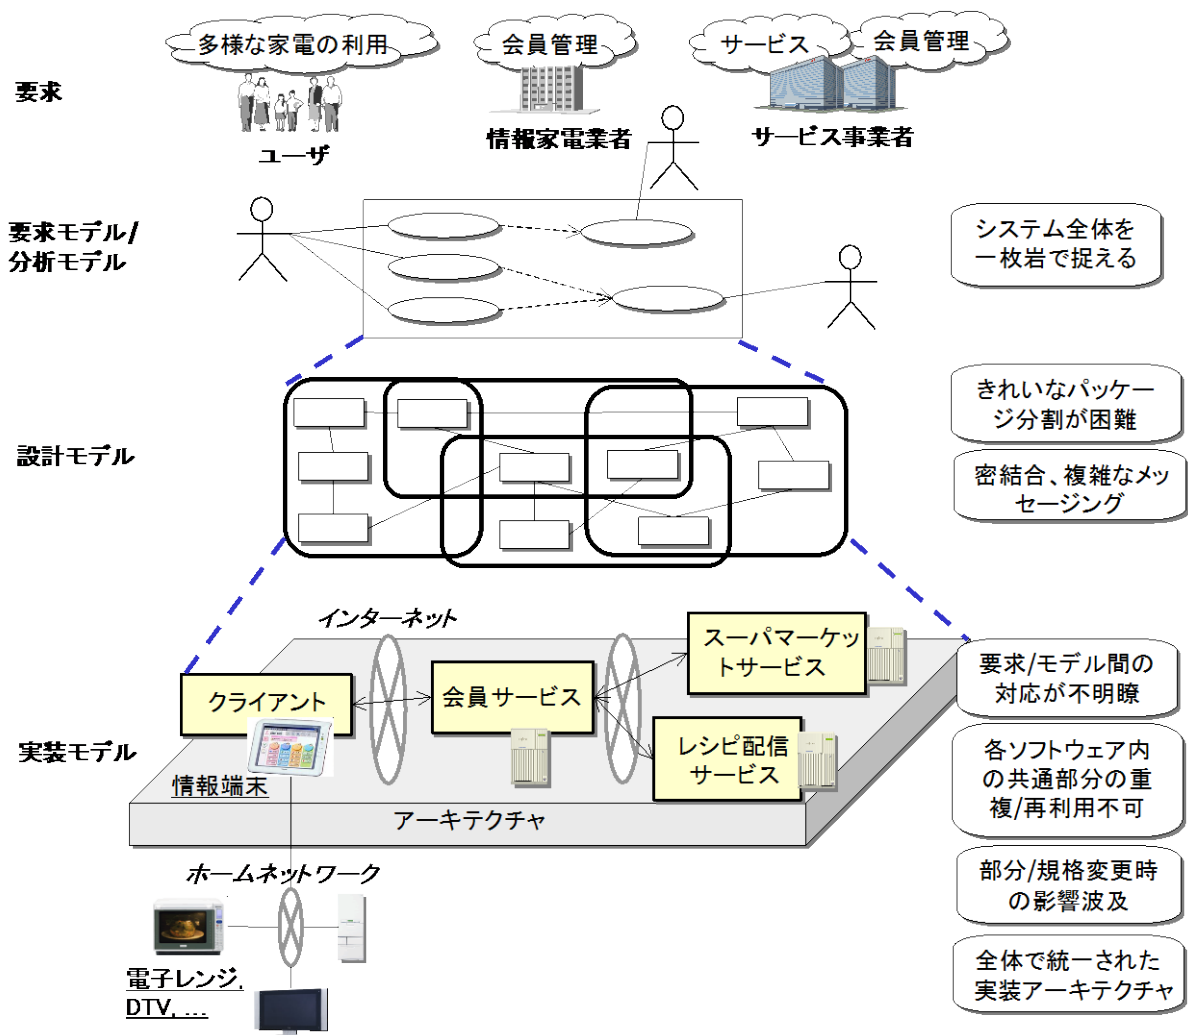 多様な家電の利用
会員管理
サービス
会員管理
要求
ユーザ
情報家電業者
サービス事業者
要求モデル/
分析モデル
システム全体を
一枚岩で捉える
設計モデル
きれいなパッケー
ジ分割が困難
密結合、複雑なメッ
セージング
インターネット
スーパマーケッ
トサービス
クライアント
会員サービス
レシピ配信
サービス
実装モデル
情報端末
アーキテクチャ
要求/モデル間の
対応が不明瞭
各ソフトウェア内
の共通部分の重
複/再利用不可
ホームネットワーク
部分/規格変更時
の影響波及
電子レンジ,
DTV, ...
全体で統一された
実装アーキテクチャ